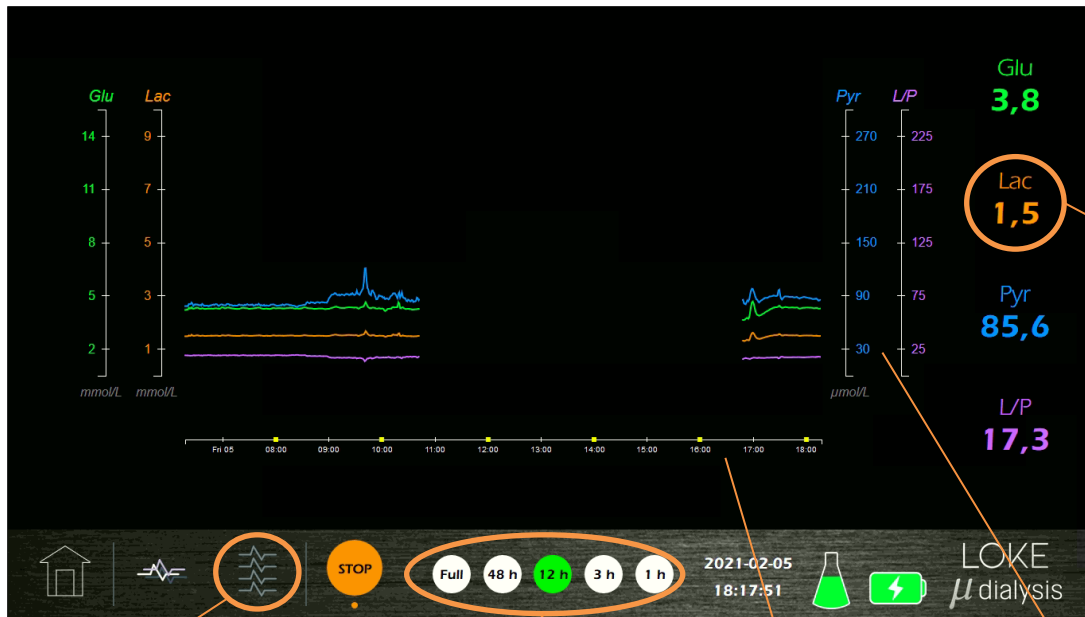 Glu
3,8
Lac
1,5
Pyr
85,6
L/P
17,3
Glu Lac Pyr L/P
14 9 270 225
11 7 210 175
8 5 150 125
5 3 90 75
2 1 30 25
mmol/L mmol/L µmol/L
Fri 05 08:00 09:00 10:00 11:00 12:00 13:00 14:00 15:00 16:00 17:00 18:00
STOP
Full 48 h 12 h 3 h 1 h
2021-02-05
18:17:51
LOKE
µ dialysis